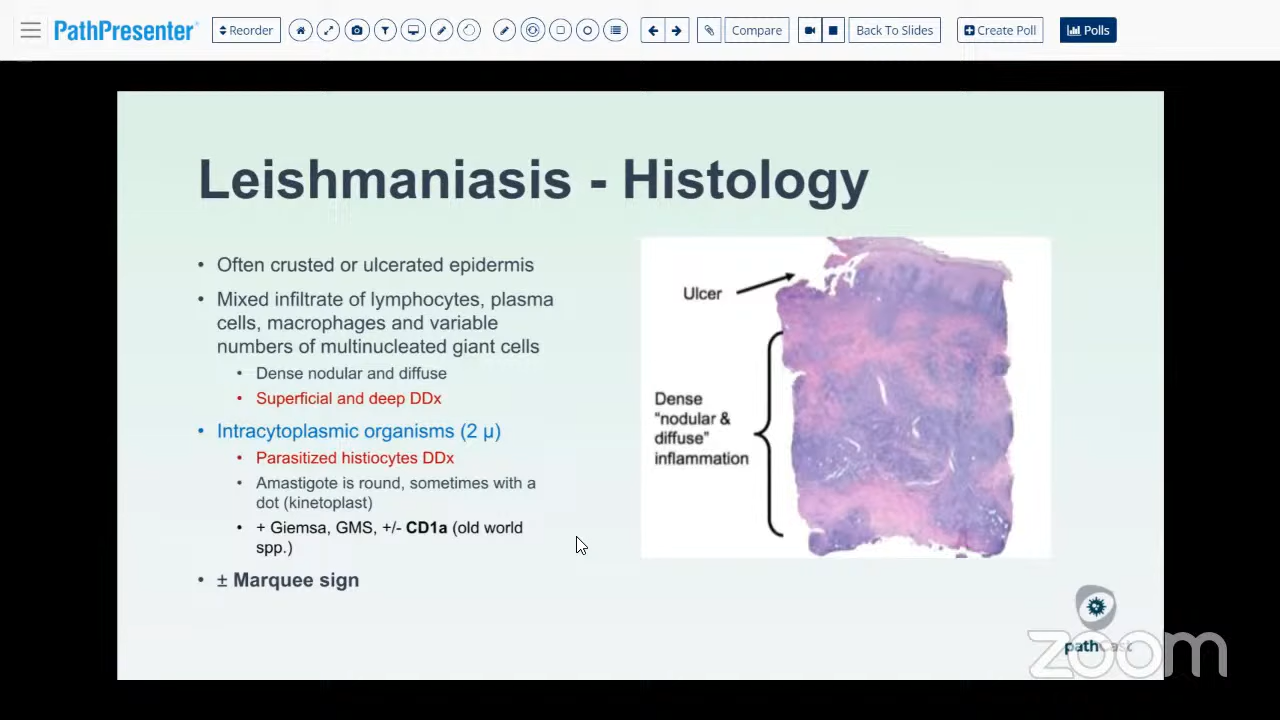 PathPresenter
Reorder
Compare
Back To Slides
Create Poll
Polls
Leishmaniasis - Histology
• Often crusted or ulcerated epidermis
• Mixed infiltrate of lymphocytes, plasma
cells, macrophages and variable
numbers of multinucleated giant cells
• Dense nodular and diffuse
• Superficial and deep DDx
• Intracytoplasmic organisms (2 μ)
• Parasitized histiocytes DDx
• Amastigote is round, sometimes with a
dot (kinetoplast)
• + Giemsa, GMS, +/- CD1a (old world
spp.)
• ± Marquee sign
Ulcer
Dense
"nodular &
diffuse"
inflammation
pathCast
zoom